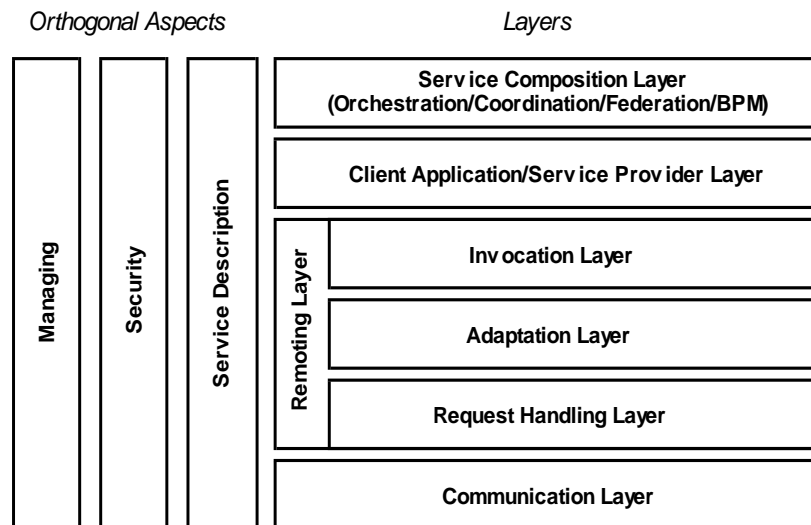 Orthogonal Aspects
Layers
Managing
Security
Service Description
Service Composition Layer
(Orchestration/Coordination/Federation/BPM)
Client Application/Service Provider Layer
Remoting Layer
Invocation Layer
Adaptation Layer
Request Handling Layer
Communication Layer